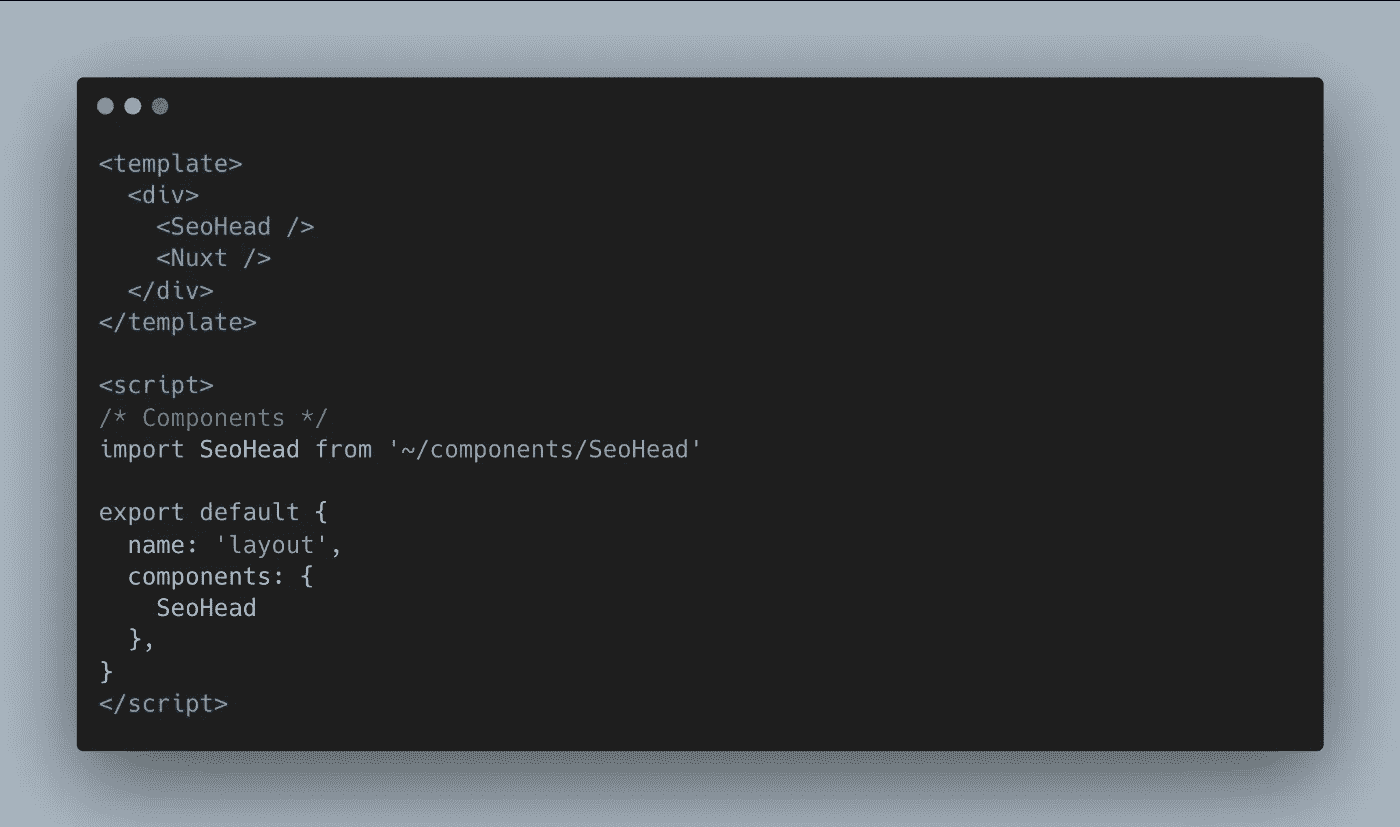 <template>
  <div>
    <SeoHead />
    <Nuxt />
  </div>
</template>

<script>
/* Components */
import SeoHead from '~/components/SeoHead'

export default {
  name: 'layout',
  components: {
    SeoHead
  },
}
</script>